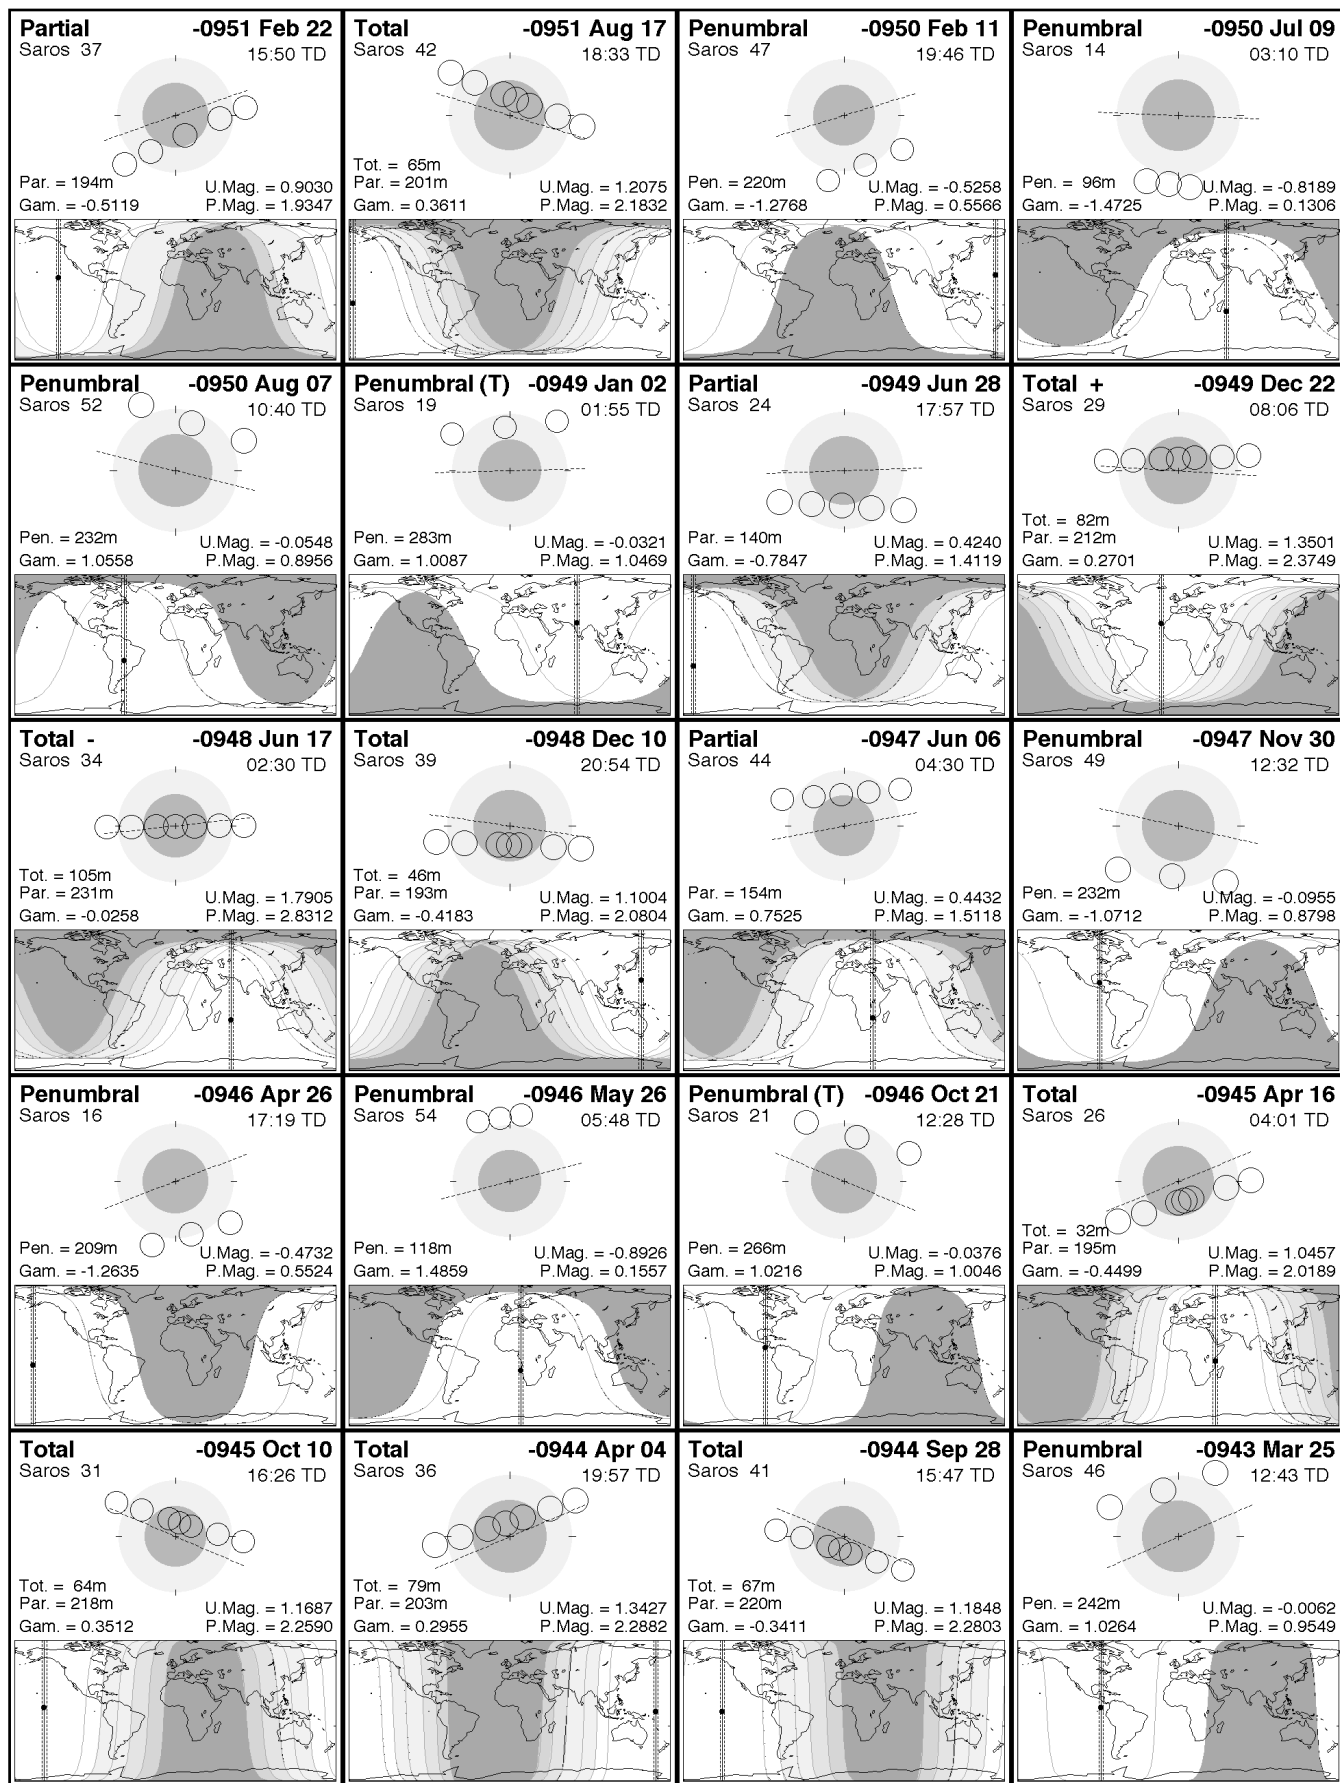 Partial -0951 Feb 22
Saros 37 15:50 TD
Par. = 194m U.Mag. = 0.9030
Gam. = -0.5119 P.Mag. = 1.9347
Total -0951 Aug 17
Saros 42 18:33 TD
Tot. = 65m
Par. = 201m U.Mag. = 1.2075
Gam. = 0.3611 P.Mag. = 2.1832
Penumbral -0950 Feb 11
Saros 47 19:46 TD
Pen. = 220m U.Mag. = -0.5258
Gam. = -1.2768 P.Mag. = 0.5566
Penumbral -0950 Jul 09
Saros 14 03:10 TD
Pen. = 96m U.Mag. = -0.8189
Gam. = -1.4725 P.Mag. = 0.1306
Penumbral -0950 Aug 07
Saros 52 10:40 TD
Pen. = 232m U.Mag. = -0.0548
Gam. = 1.0558 P.Mag. = 0.8956
Penumbral (T) -0949 Jan 02
Saros 19 01:55 TD
Pen. = 283m U.Mag. = -0.0321
Gam. = 1.0087 P.Mag. = 1.0469
Partial -0949 Jun 28
Saros 24 17:57 TD
Par. = 140m U.Mag. = 0.4240
Gam. = -0.7847 P.Mag. = 1.4119
Total + -0949 Dec 22
Saros 29 08:06 TD
Tot. = 82m
Par. = 212m U.Mag. = 1.3501
Gam. = 0.2701 P.Mag. = 2.3749
Total - -0948 Jun 17
Saros 34 02:30 TD
Tot. = 105m
Par. = 231m U.Mag. = 1.7905
Gam. = -0.0258 P.Mag. = 2.8312
Total -0948 Dec 10
Saros 39 20:54 TD
Tot. = 46m
Par. = 193m U.Mag. = 1.1004
Gam. = -0.4183 P.Mag. = 2.0804
Partial -0947 Jun 06
Saros 44 04:30 TD
Par. = 154m U.Mag. = 0.4432
Gam. = 0.7525 P.Mag. = 1.5118
Penumbral -0947 Nov 30
Saros 49 12:32 TD
Pen. = 232m U.Mag. = -0.0955
Gam. = -1.0712 P.Mag. = 0.8798
Penumbral -0946 Apr 26
Saros 16 17:19 TD
Pen. = 209m U.Mag. = -0.4732
Gam. = -1.2635 P.Mag. = 0.5524
Penumbral -0946 May 26
Saros 54 05:48 TD
Pen. = 118m U.Mag. = -0.8926
Gam. = 1.4859 P.Mag. = 0.1557
Penumbral (T) -0946 Oct 21
Saros 21 12:28 TD
Pen. = 266m U.Mag. = -0.0376
Gam. = 1.0216 P.Mag. = 1.0046
Total -0945 Apr 16
Saros 26 04:01 TD
Tot. = 32m
Par. = 195m U.Mag. = 1.0457
Gam. = -0.4499 P.Mag. = 2.0189
Total -0945 Oct 10
Saros 31 16:26 TD
Tot. = 64m
Par. = 218m U.Mag. = 1.1687
Gam. = 0.3512 P.Mag. = 2.2590
Total -0944 Apr 04
Saros 36 19:57 TD
Tot. = 79m
Par. = 203m U.Mag. = 1.3427
Gam. = 0.2955 P.Mag. = 2.2882
Total -0944 Sep 28
Saros 41 15:47 TD
Tot. = 67m
Par. = 220m U.Mag. = 1.1848
Gam. = -0.3411 P.Mag. = 2.2803
Penumbral -0943 Mar 25
Saros 46 12:43 TD
Pen. = 242m U.Mag. = -0.0062
Gam. = 1.0264 P.Mag. = 0.9549